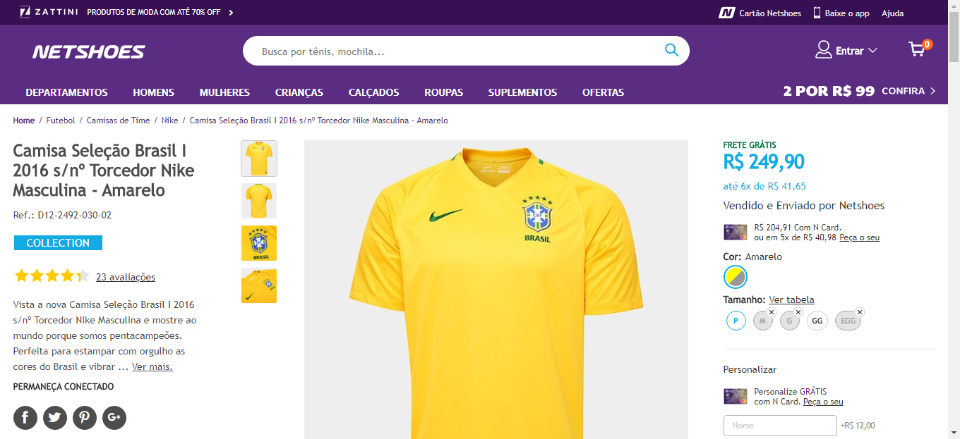 ZATTINI PRODUTOS DE MODA COM ATÉ 70% OFF
Cartão Netshoes Baixe o app Ajuda
NETSHOES
Busca por tênis, mochila...
Entrar
0
DEPARTAMENTOS HOMENS MULHERES CRIANÇAS CALÇADOS ROUPAS SUPLEMENTOS OFERTAS
2 POR R$ 99 CONFIRA
Home / Futebol / Camisas de Time / Nike / Camisa Seleção Brasil I 2016 s/nº Torcedor Nike Masculina - Amarelo
Camisa Seleção Brasil I
2016 s/nº Torcedor Nike
Masculina - Amarelo
Ref.: D12-2492-030-02
COLLECTION
23 avaliações
Vista a nova Camisa Seleção Brasil I 2016
s/nº Torcedor Nike Masculina e mostre ao
mundo porque somos pentacampeões.
Perfeita para estampar com orgulho as
cores do Brasil e vibrar ... Ver mais.
PERMANEÇA CONECTADO
BRASIL
FRETE GRÁTIS
R$ 249,90
até 6x de R$ 41,65
Vendido e Enviado por Netshoes
R$ 204,91 Com N Card.
ou em 5x de R$ 40,98 Peça o seu
Cor: Amarelo
Tamanho: Ver tabela
P M G GG EGG
Personalizar
Personalize GRÁTIS
com N Card. Peça o seu
Nome +R$ 12,00